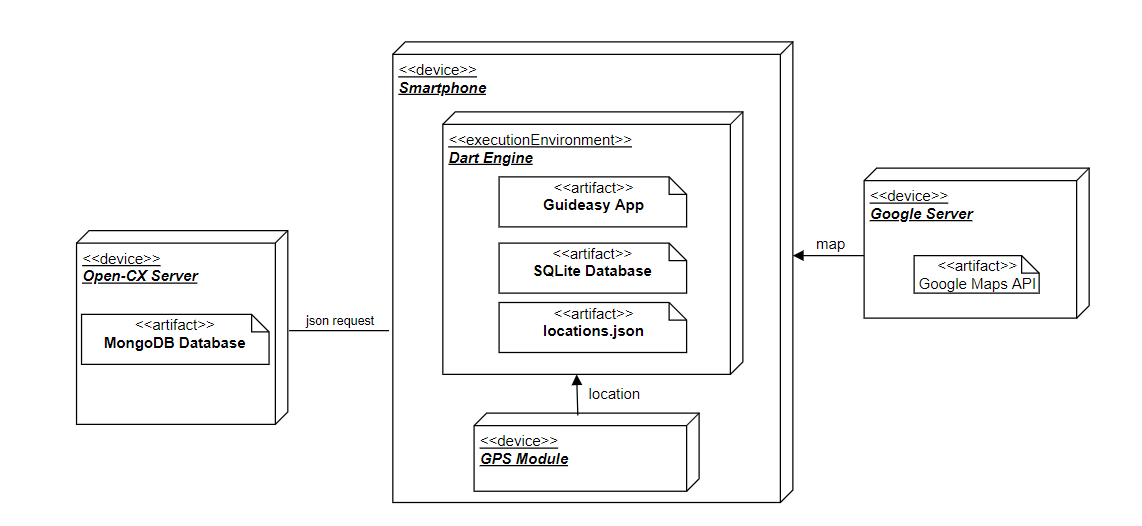 <<device>>
Smartphone
<<executionEnvironment>>
Dart Engine
<<artifact>>
Guideasy App
<<artifact>>
SQLite Database
<<artifact>>
locations.json
location
<<device>>
GPS Module
<<device>>
Open-CX Server
<<artifact>>
MongoDB Database
json request
map
<<device>>
Google Server
<<artifact>>
Google Maps API